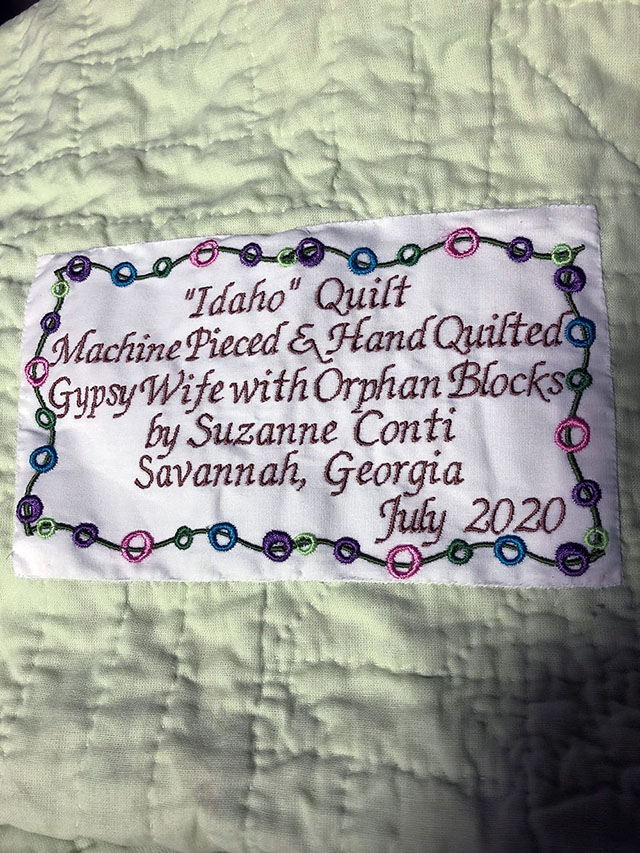 "Idaho" Quilt
Machine Pieced & Hand Quilted
Gypsy Wife with Orphan Blocks
by Suzanne Conti
Savannah, Georgia
July 2020